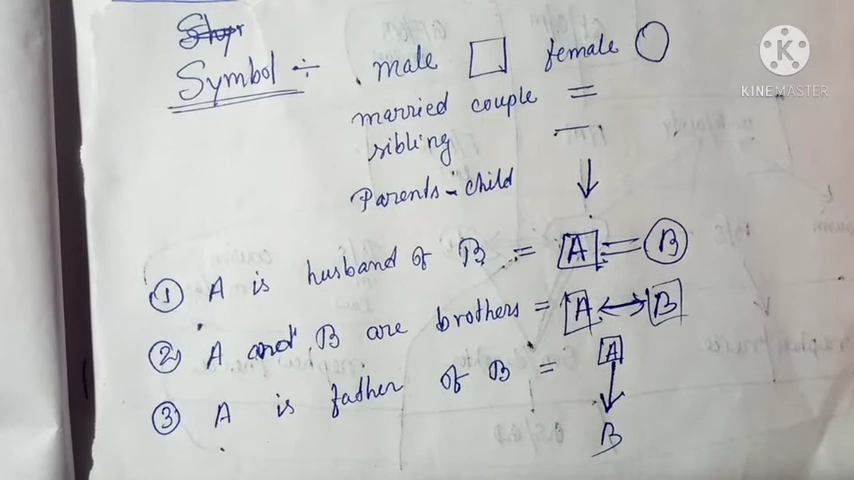 Symbol ÷ male □ female ○
married couple =
sibling —
Parents - child ↓
① A is husband of B = A = B
② A and B are brothers = A ↔ B
③ A is father of B = A ↓ B
KINEMASTER